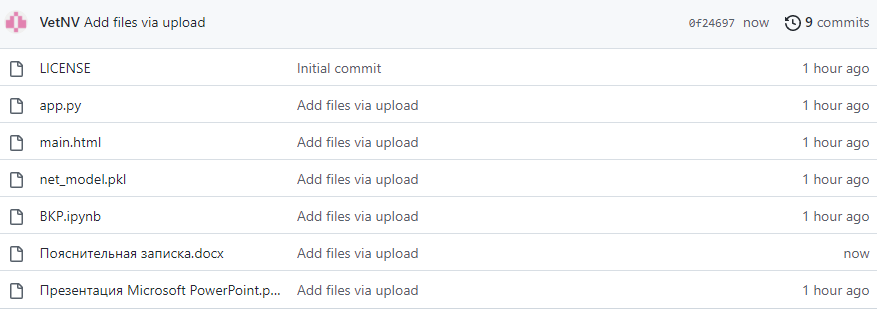 VetNV Add files via upload 0f24697 now 9 commits
LICENSE Initial commit 1 hour ago
app.py Add files via upload 1 hour ago
main.html Add files via upload 1 hour ago
net_model.pkl Add files via upload 1 hour ago
ВКР.ipynb Add files via upload 1 hour ago
Пояснительная записка.docx Add files via upload now
Презентация Microsoft PowerPoint.p... Add files via upload 1 hour ago